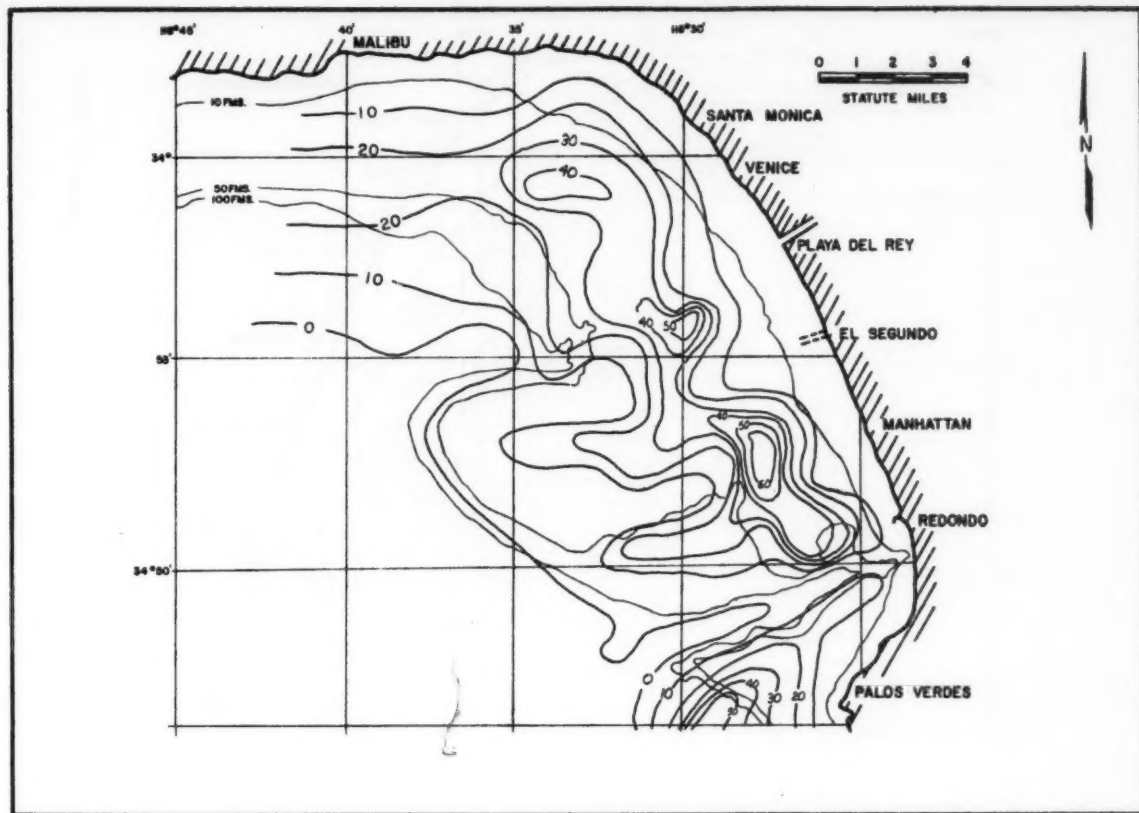 118°45' 40' 35' 118°30'
MALIBU
0 1 2 3 4
STATUTE MILES
N
10 FMS.
10
SANTA MONICA
20
30
34°
VENICE
40
50 FMS.
100 FMS.
20
PLAYA DEL REY
10
40
50
0
EL SEGUNDO
55'
40
50
MANHATTAN
60
REDONDO
34°50'
0
10
40
30
20
PALOS VERDES